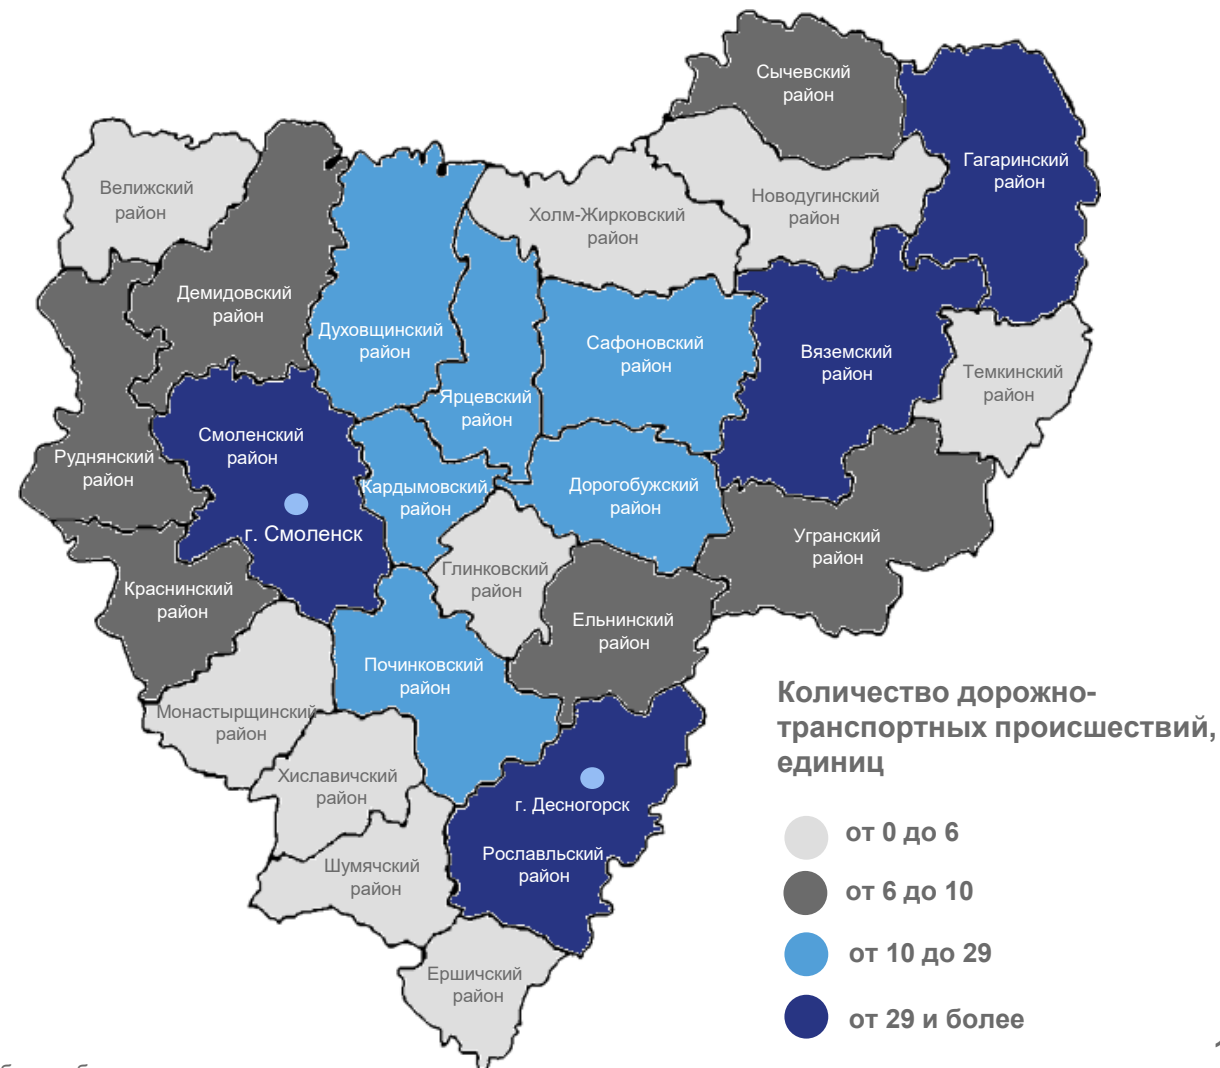 Сычевский
район
Гагаринский
район
Велижский
район
Новодугинский
район
Холм-Жирковский
район
Демидовский
район
Духовщинский
район
Сафоновский
район
Вяземский
район
Темкинский
район
Ярцевский
район
Смоленский
район
Руднянский
район
Кардымовский
район
Дорогобужский
район
г. Смоленск
Угранский
район
Глинковский
район
Краснинский
район
Ельнинский
район
Починковский
район
Монастырщинский
район
Хиславичский
район
г. Десногорск
Рославльский
район
Шумячский
район
Ершичский
район
Количество дорожно-
транспортных происшествий,
единиц
от 0 до 6
от 6 до 10
от 10 до 29
от 29 и более